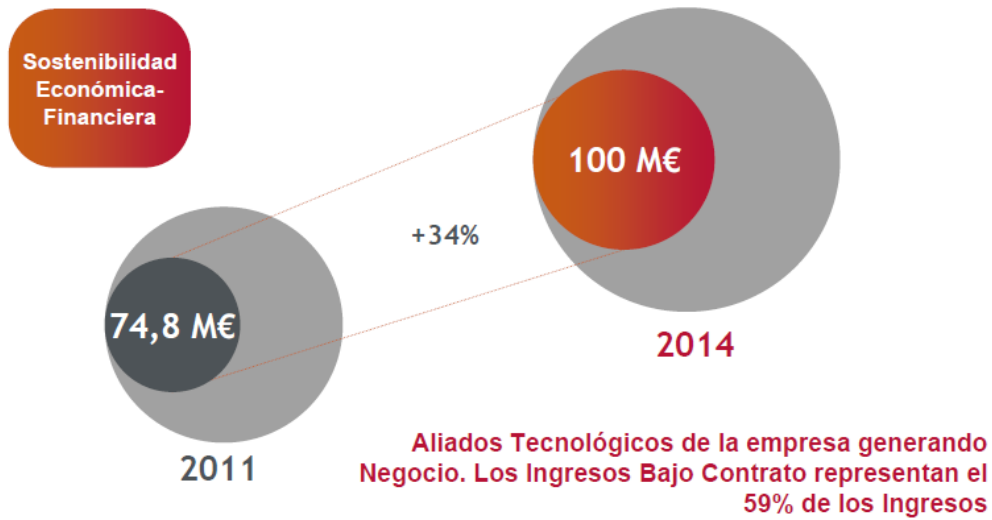 Sostenibilidad
Económica-
Financiera
100 M€
+34%
74,8 M€
2014
2011
Aliados Tecnológicos de la empresa generando
Negocio. Los Ingresos Bajo Contrato representan el
59% de los Ingresos